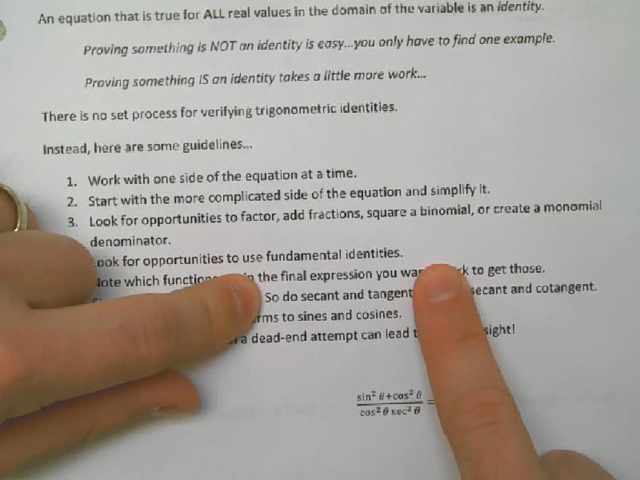 An equation that is true for ALL real values in the domain of the variable is an identity.
Proving something is NOT an identity is easy...you only have to find one example.
Proving something IS an identity takes a little more work...
There is no set process for verifying trigonometric identities.
Instead, here are some guidelines...
1. Work with one side of the equation at a time.
2. Start with the more complicated side of the equation and simplify it.
3. Look for opportunities to factor, add fractions, square a binomial, or create a monomial
denominator.
ook for opportunities to use fundamental identities.
the final expression you to get those.
So do secant and tangent secant and cotangent.
rms to sines and cosines.
a dead-end attempt can lead sight!
sin² θ+cos² θ
cos² θ sec² θ =